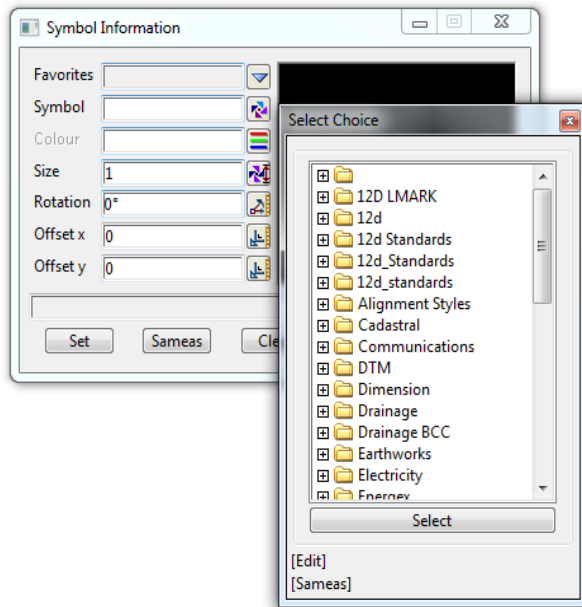 Symbol Information
Favorites
Symbol
Colour
Size 1
Rotation 0°
Offset x 0
Offset y 0
Set Sameas Cle
Select Choice
12D LMARK
12d
12d Standards
12d_Standards
12d_standards
Alignment Styles
Cadastral
Communications
DTM
Dimension
Drainage
Drainage BCC
Earthworks
Electricity
Energex
Select
[Edit]
[Sameas]